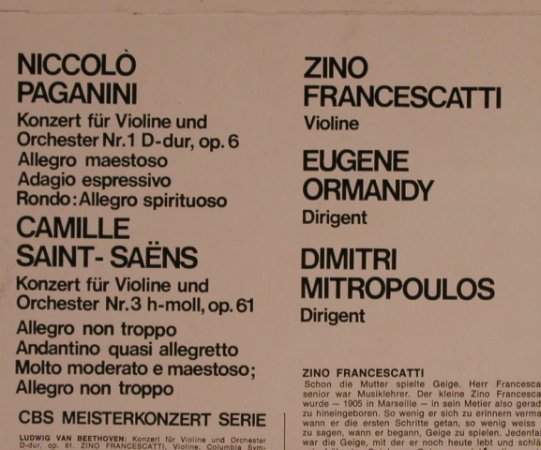 NICCOLÒ
PAGANINI
Konzert für Violine und
Orchester Nr.1 D-dur, op. 6
Allegro maestoso
Adagio espressivo
Rondo: Allegro spirituoso
CAMILLE
SAINT-SAËNS
Konzert für Violine und
Orchester Nr.3 h-moll, op. 61
Allegro non troppo
Andantino quasi allegretto
Molto moderato e maestoso;
Allegro non troppo
CBS MEISTERKONZERT SERIE
LUDWIG VAN BEETHOVEN: Konzert für Violine und Orchester
D-dur, op. 61. ZINO FRANCESCATTI, Violine, Columbia Sym-
ZINO
FRANCESCATTI
Violine
EUGENE
ORMANDY
Dirigent
DIMITRI
MITROPOULOS
Dirigent
ZINO FRANCESCATTI
Schon die Mutter spielte Geige. Herr Francesca
senior war Musiklehrer. Der kleine Zino Francesca
wurde – 1905 in Marseille – in sein Metier also gerad
zu hineingeboren. So wenig er sich zu erinnern verma
wann er die ersten Schritte getan, so wenig weiss
zu sagen, wann er begann, Geige zu spielen. Jedenfal
war die Geige, mit der er noch heute lebt und schlä